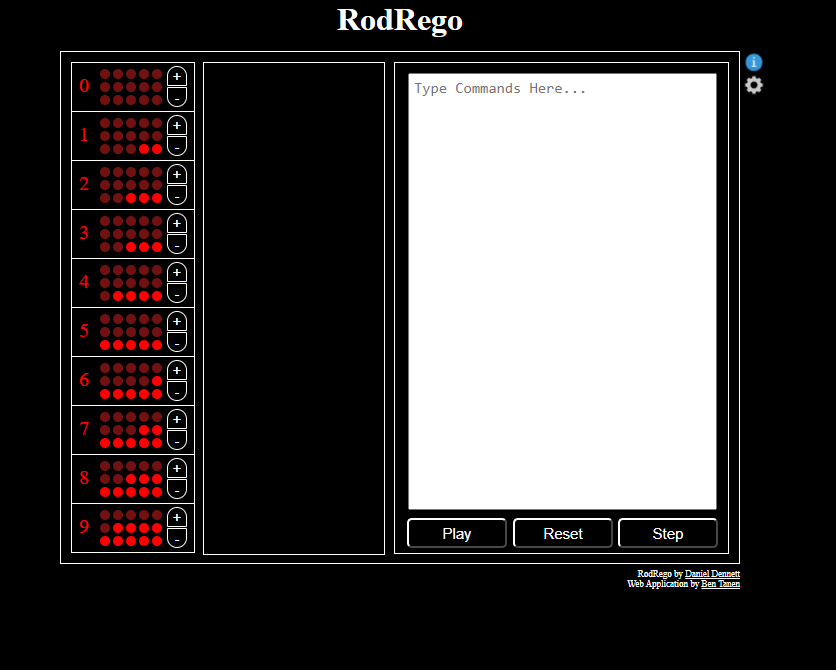 RodRego
i
0 + -
1 + -
2 + -
3 + -
4 + -
5 + -
6 + -
7 + -
8 + -
9 + -
Type Commands Here...
Play Reset Step
RodRego by Daniel Dennett
Web Application by Ben Tanen